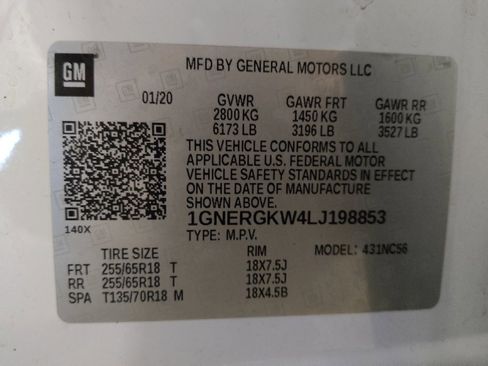 GM
MFD BY GENERAL MOTORS LLC
01/20 GVWR GAWR FRT GAWR RR
2800 KG 1450 KG 1600 KG
6173 LB 3196 LB 3527 LB
THIS VEHICLE CONFORMS TO ALL
APPLICABLE U.S. FEDERAL MOTOR
VEHICLE SAFETY STANDARDS IN EFFECT
ON THE DATE OF MANUFACTURE
SHOWN ABOVE.
1GNERGKW4LJ198853
140X TYPE: M.P.V.
TIRE SIZE RIM MODEL: 431NC56
FRT 255/65R18 T 18X7.5J
RR 255/65R18 T 18X7.5J
SPA T135/70R18 M 18X4.5B